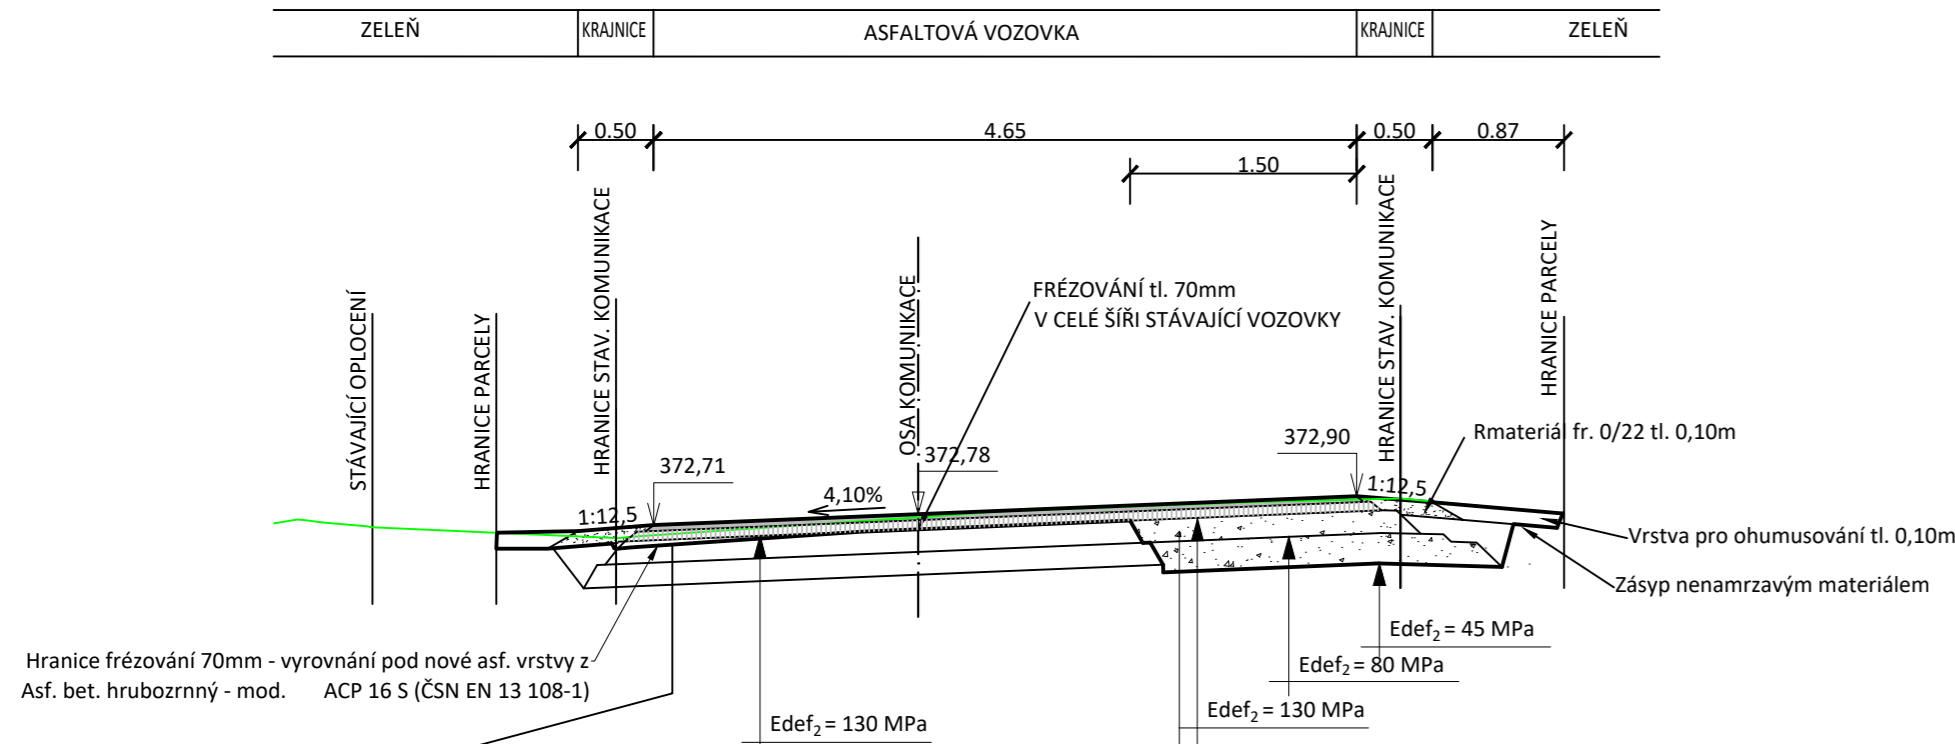 ZELEŇ
KRAJNICE
ASFALTOVÁ VOZOVKA
KRAJNICE
ZELEŇ
0.50
4.65
0.50
0.87
1.50
STÁVAJÍCÍ OPLOCENÍ
HRANICE PARCELY
HRANICE STAV. KOMUNIKACE
OSA KOMUNIKACE
HRANICE STAV. KOMUNIKACE
HRANICE PARCELY
FRÉZOVÁNÍ tl. 70mm
V CELÉ ŠÍŘI STÁVAJÍCÍ VOZOVKY
372,71
372,78
372,90
Rmateriál fr. 0/22 tl. 0,10m
1:12,5
4,10%
1:12,5
Vrstva pro ohumusování tl. 0,10m
Zásyp nenamrzavým materiálem
Edef₂ = 45 MPa
Hranice frézování 70mm - vyrovnání pod nové asf. vrstvy z
Asf. bet. hrubozrnný - mod. ACP 16 S (ČSN EN 13 108-1)
Edef₂ = 80 MPa
Edef₂ = 130 MPa
Edef₂ = 130 MPa